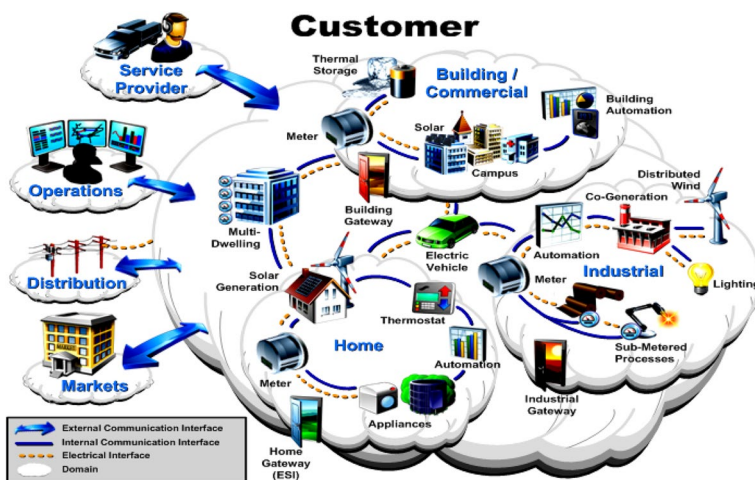 Customer
Service
Provider
Operations
Distribution
Markets
Thermal
Storage
Building /
Commercial
Meter
Solar
Campus
Building
Automation
Building
Gateway
Multi-
Dwelling
Electric
Vehicle
Distributed
Wind
Co-Generation
Automation
Industrial
Meter
Lighting
Sub-Metered
Processes
Industrial
Gateway
Solar
Generation
Thermostat
Home
Meter
Automation
Appliances
Home
Gateway
(ESI)
External Communication Interface
Internal Communication Interface
Electrical Interface
Domain